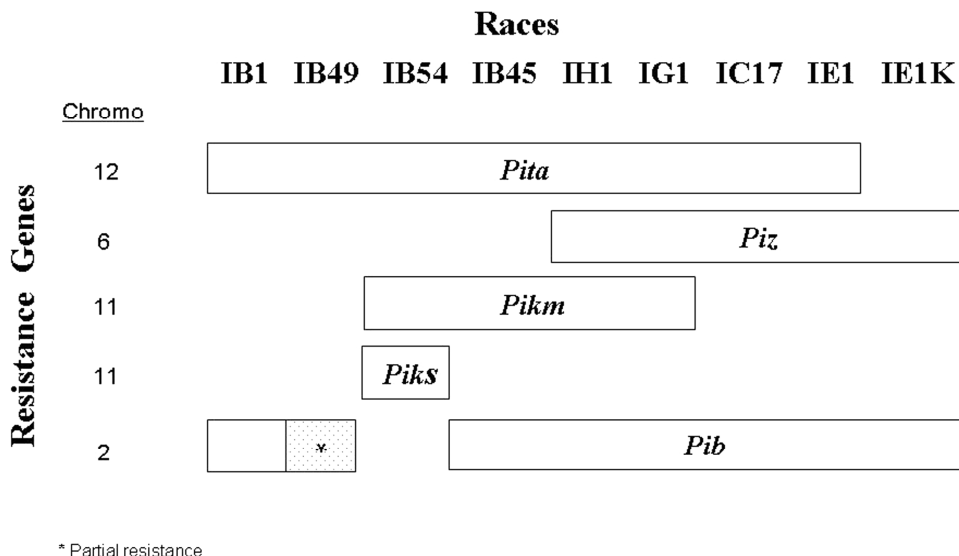 Races
IB1 IB49 IB54 IB45 IH1 IG1 IC17 IE1 IE1K
Chromo
Resistance Genes
12 Pita
6 Piz
11 Pikm
11 Piks
2 * Pib
* Partial resistance